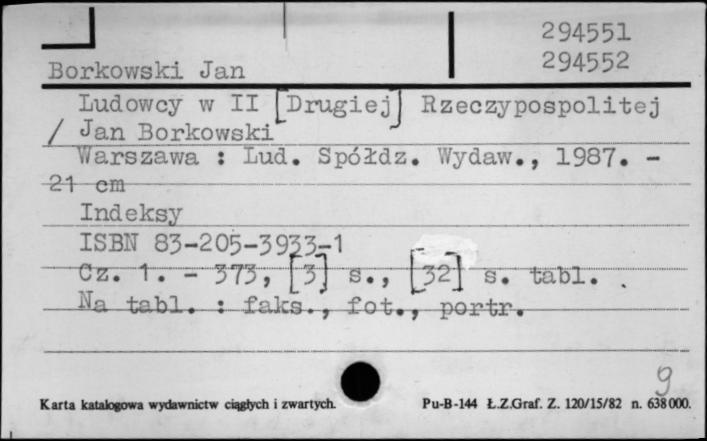 294551
Borkowski Jan 294552
Ludowcy w II [Drugiej] Rzeczypospolitej
/ Jan Borkowski
Warszawa : Lud. Spółdz. Wydaw., 1987. -
21 cm
Indeksy
ISBN 83-205-3933-1
Cz. 1. - 373, [3] s., [32] s. tabl.
Na tabl. : faks., fot., portr.
9
Karta katalogowa wydawnictw ciągłych i zwartych. Pu-B-144 Ł.Z.Graf. Z. 120/15/82 n. 638 000.